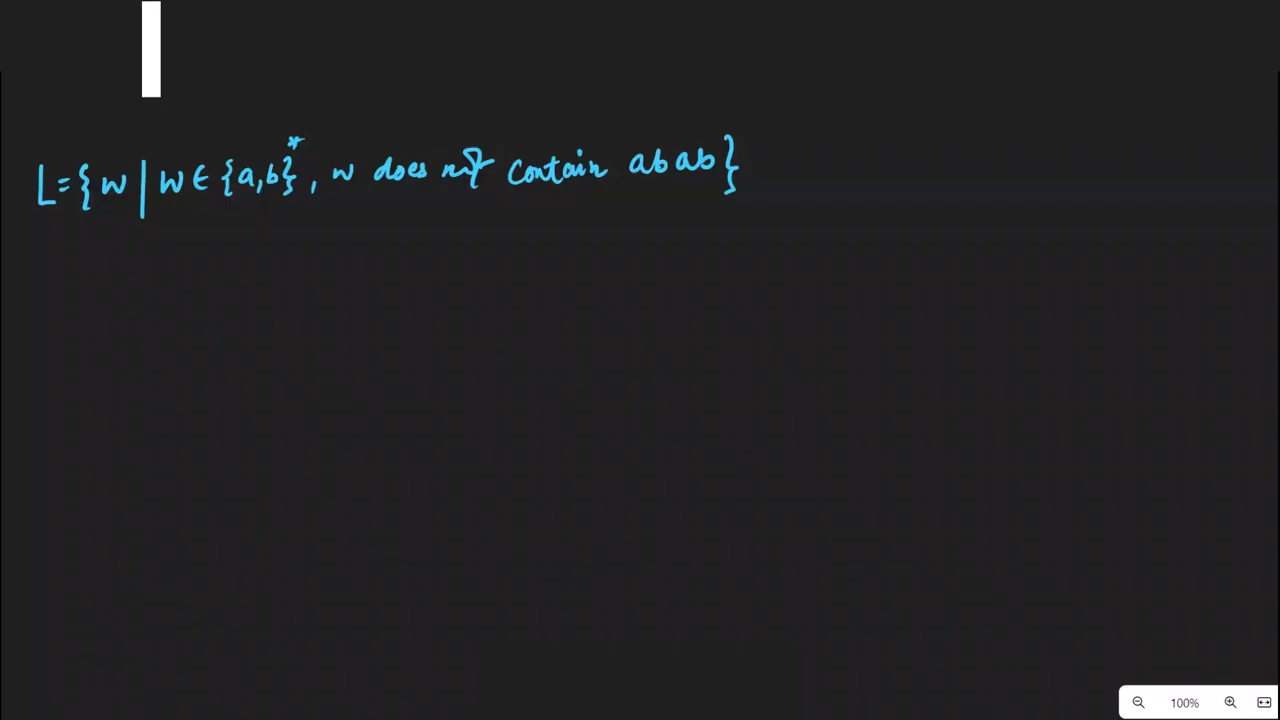 L={w|w∈{a,b}*, w does not contain abab}
100%